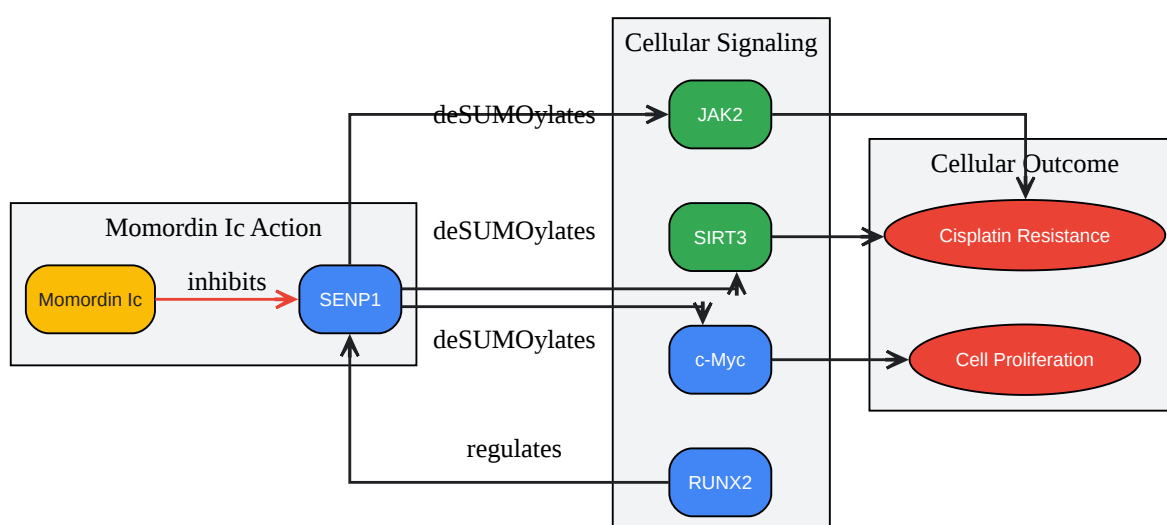 Cellular Signaling
deSUMOylates
JAK2
Cellular Outcome
Momordin Ic Action
deSUMOylates
SIRT3
Cisplatin Resistance
inhibits
Momordin Ic
SENP1
deSUMOylates
c-Myc
Cell Proliferation
regulates
RUNX2